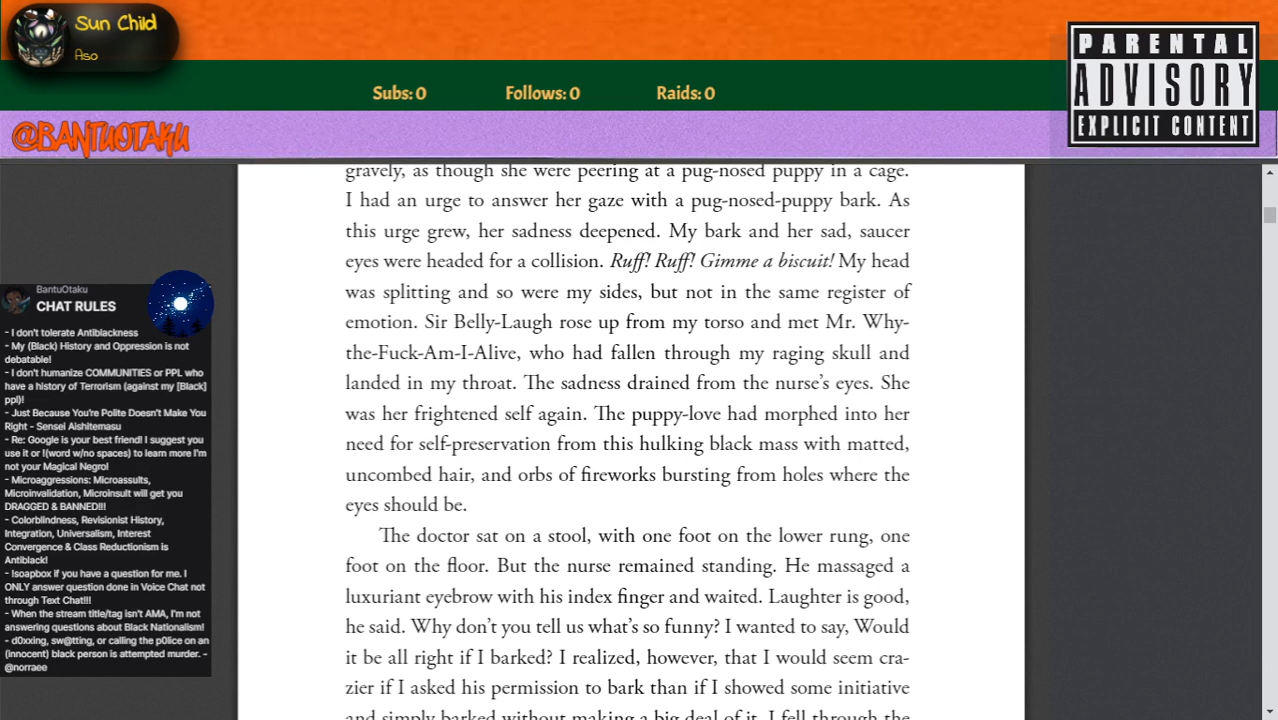 Sun Child
Aso
PARENTAL
ADVISORY
EXPLICIT CONTENT
Subs: 0 Follows: 0 Raids: 0
@BANTUOTAKU
BantuOtaku
CHAT RULES
- I don't tolerate Antiblackness
- My (Black) History and Oppression is not
debatable!
- I don't humanize COMMUNITIES or PPL who
have a history of Terrorism (against my [Black]
ppl)!
- Just Because You're Polite Doesn't Make You
Right - Sensei Aishitemasu
- Re: Google is your best friend! I suggest you
use it or !(word w/no spaces) to learn more I'm
not your Magical Negro!
- Microaggressions: Microassults,
Microinvalidation, Microinsult will get you
DRAGGED & BANNED!!!
- Colorblindness, Revisionist History,
Integration, Universalism, Interest
Convergence & Class Reductionism is
Antiblack!
- !soapbox if you have a question for me. I
ONLY answer question done in Voice Chat not
through Text Chat!!!
- When the stream title/tag isn't AMA, I'm not
answering questions about Black Nationalism!
- d0xxing, sw@tting, or calling the p0lice on an
(innocent) black person is attempted murder. -
@norraee
gravely, as though she were peering at a pug-nosed puppy in a cage.
I had an urge to answer her gaze with a pug-nosed-puppy bark. As
this urge grew, her sadness deepened. My bark and her sad, saucer
eyes were headed for a collision. Ruff! Ruff! Gimme a biscuit! My head
was splitting and so were my sides, but not in the same register of
emotion. Sir Belly-Laugh rose up from my torso and met Mr. Why-
the-Fuck-Am-I-Alive, who had fallen through my raging skull and
landed in my throat. The sadness drained from the nurse's eyes. She
was her frightened self again. The puppy-love had morphed into her
need for self-preservation from this hulking black mass with matted,
uncombed hair, and orbs of fireworks bursting from holes where the
eyes should be.
The doctor sat on a stool, with one foot on the lower rung, one
foot on the floor. But the nurse remained standing. He massaged a
luxuriant eyebrow with his index finger and waited. Laughter is good,
he said. Why don't you tell us what's so funny? I wanted to say, Would
it be all right if I barked? I realized, however, that I would seem cra-
zier if I asked his permission to bark than if I showed some initiative
and simply barked without making a big deal of it. I fell through the